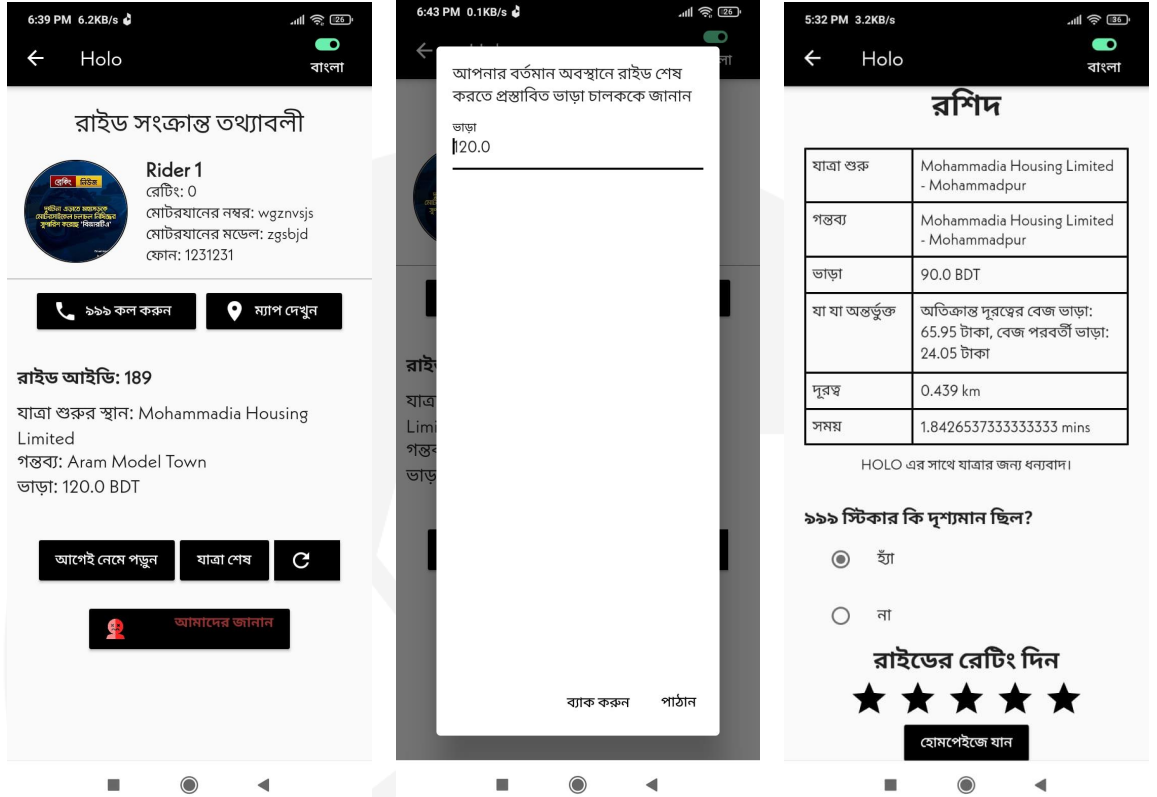 6:39 PM 6.2KB/s
26
Holo
বাংলা
রাইড সংক্রান্ত তথ্যাবলী
ব্রেকিং নিউজ
Rider 1
রেটিং: 0
মোটরযানের নম্বর: wgznvsjs
মোটরযানের মডেল: zgsbjd
ফোন: 1231231
৯৯৯ কল করুন
ম্যাপ দেখুন
রাইড আইডি: 189
যাত্রা শুরুর স্থান: Mohammadia Housing
Limited
গন্তব্য: Aram Model Town
ভাড়া: 120.0 BDT
আগেই নেমে পড়ুন
যাত্রা শেষ
আমাদের জানান
6:43 PM 0.1KB/s
26
আপনার বর্তমান অবস্থানে রাইড শেষ
করতে প্রস্তাবিত ভাড়া চালককে জানান
ভাড়া
120.0
ব্যাক করুন
পাঠান
5:32 PM 3.2KB/s
36
Holo
বাংলা
রশিদ
যাত্রা শুরু
Mohammadia Housing Limited
- Mohammadpur
গন্তব্য
Mohammadia Housing Limited
- Mohammadpur
ভাড়া
90.0 BDT
যা যা অন্তর্ভুক্ত
অতিক্রান্ত দূরত্বের বেজ ভাড়া:
65.95 টাকা, বেজ পরবর্তী ভাড়া:
24.05 টাকা
দূরত্ব
0.439 km
সময়
1.8426537333333333 mins
HOLO এর সাথে যাত্রার জন্য ধন্যবাদ।
৯৯৯ স্টিকার কি দৃশ্যমান ছিল?
হ্যাঁ
না
রাইডের রেটিং দিন
হোমপেইজে যান